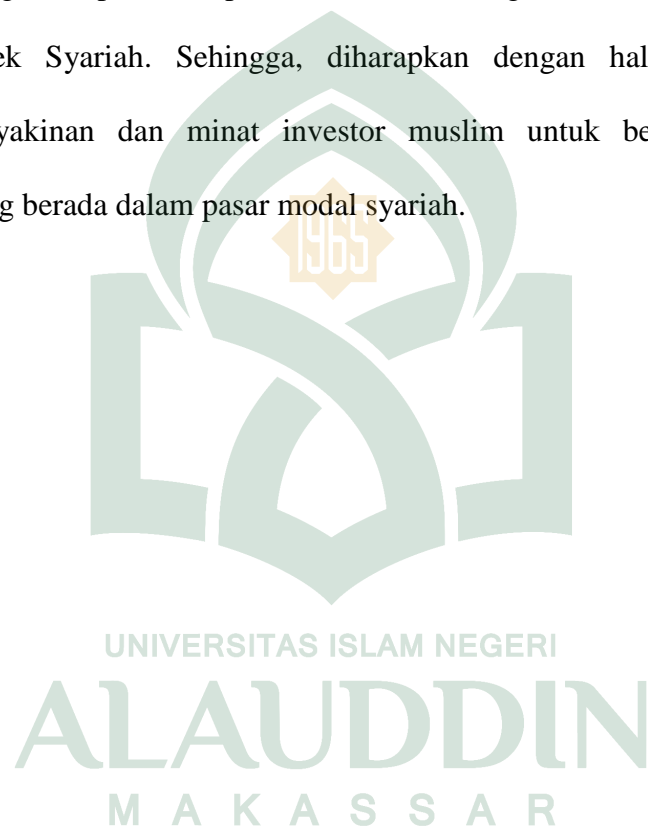 ek Syariah. Sehingga, diharapkan dengan hal
yakinan dan minat investor muslim untuk be
g berada dalam pasar modal syariah.
1965
UNIVERSITAS ISLAM NEGERI
ALAUDDIN
MAKASSAR